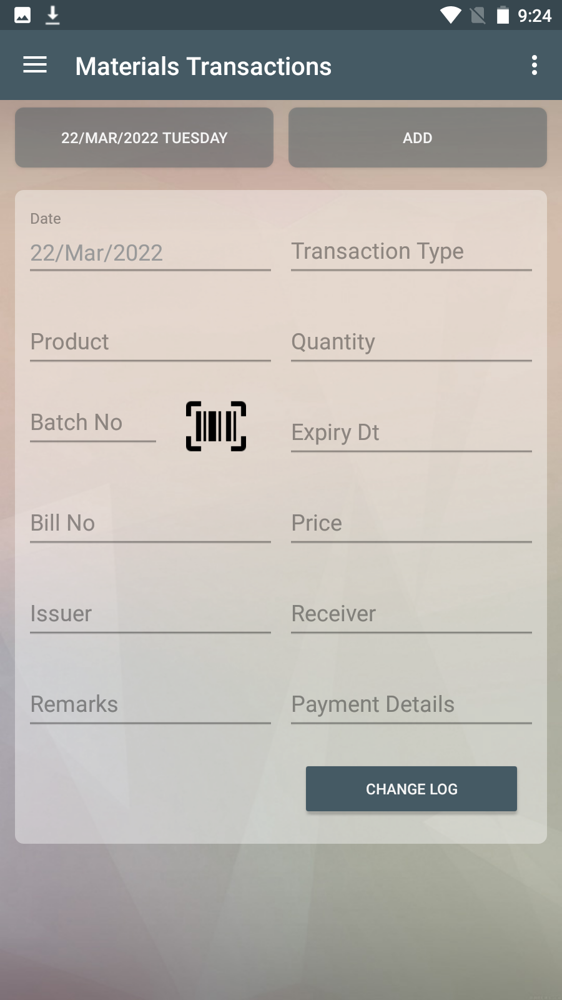 9:24
Materials Transactions
22/MAR/2022 TUESDAY
ADD
Date
22/Mar/2022
Transaction Type
Product
Quantity
Batch No
Expiry Dt
Bill No
Price
Issuer
Receiver
Remarks
Payment Details
CHANGE LOG